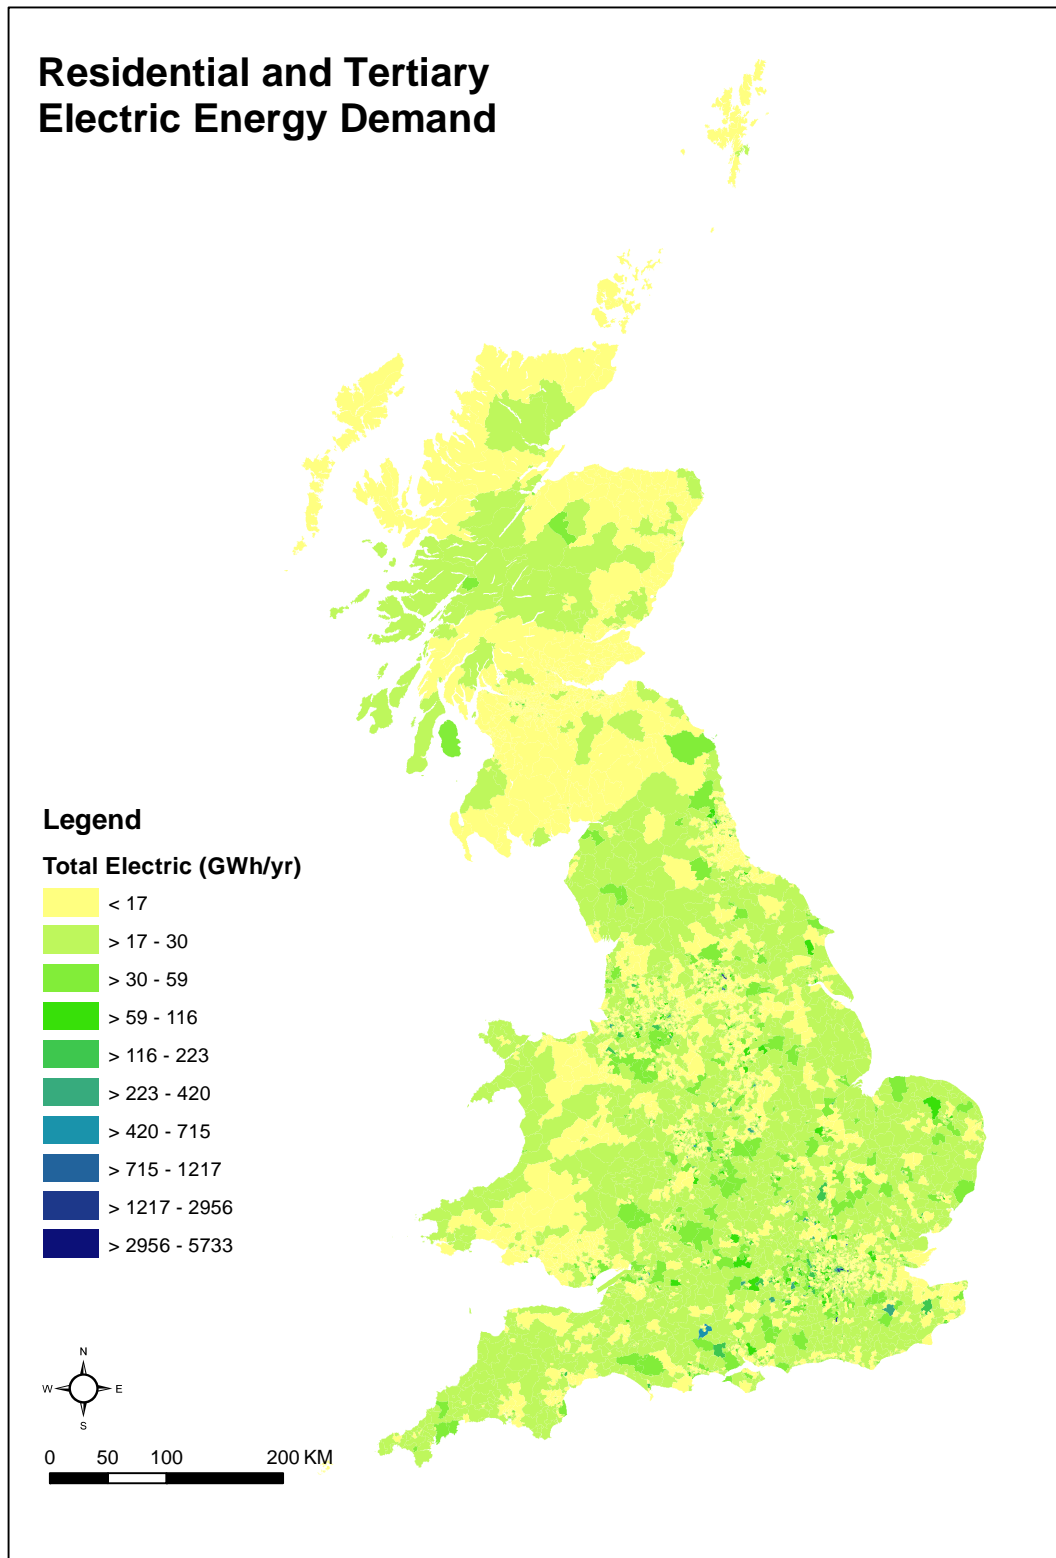 Residential and Tertiary
Electric Energy Demand
Legend
Total Electric (GWh/yr)
< 17
> 17 - 30
> 30 - 59
> 59 - 116
> 116 - 223
> 223 - 420
> 420 - 715
> 715 - 1217
> 1217 - 2956
> 2956 - 5733
N
W E
S
0 50 100 200 KM